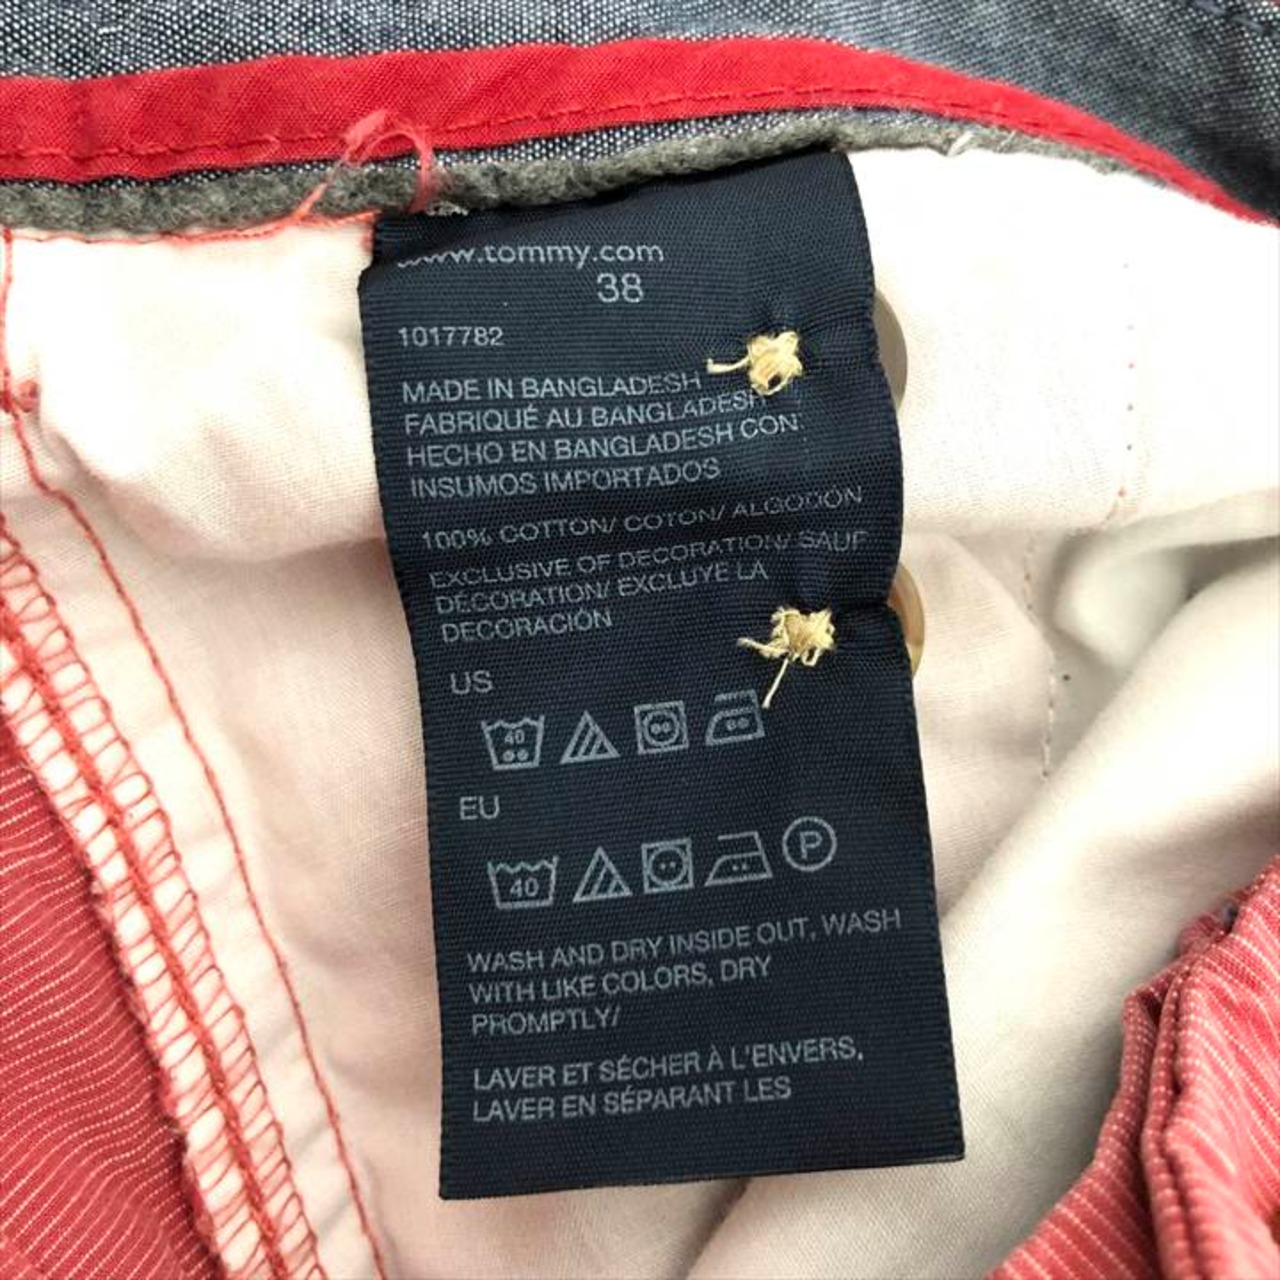 www.tommy.com
38
1017782
MADE IN BANGLADESH
FABRIQUÉ AU BANGLADESH
HECHO EN BANGLADESH CON
INSUMOS IMPORTADOS
100% COTTON/ COTON/ ALGODÓN
EXCLUSIVE OF DECORATION/ SAUF
DÉCORATION/ EXCLUYE LA
DECORACIÓN
US
40
EU
40 P
WASH AND DRY INSIDE OUT, WASH
WITH LIKE COLORS, DRY
PROMPTLY/
LAVER ET SÉCHER À L'ENVERS,
LAVER EN SÉPARANT LES